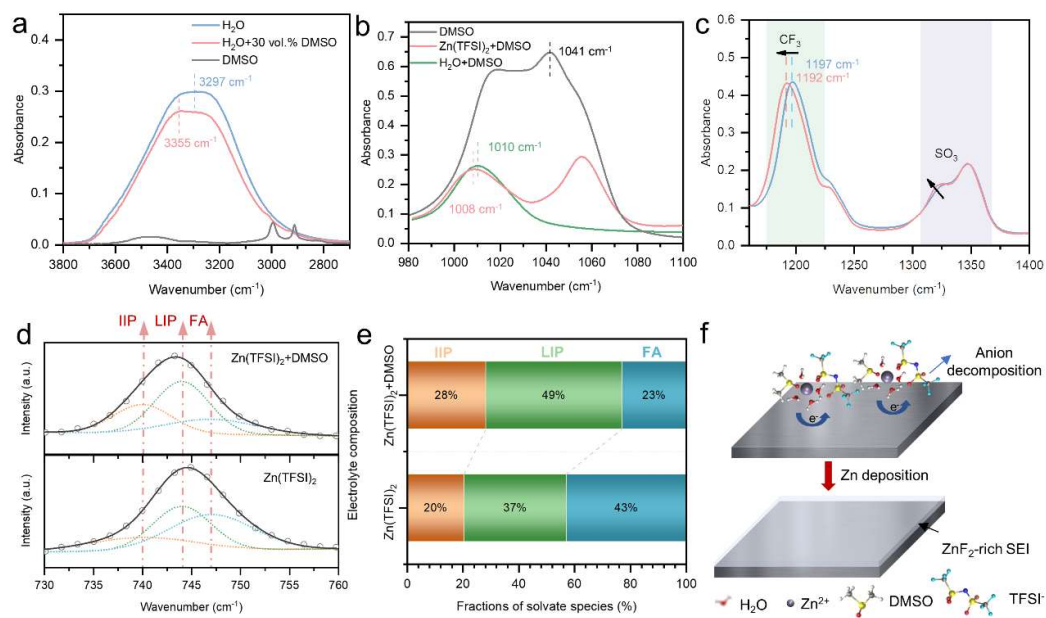 a
H₂O
H₂O+30 vol.% DMSO
DMSO
3297 cm⁻¹
3355 cm⁻¹
Absorbance
0.4
0.3
0.2
0.1
0.0
3800 3600 3400 3200 3000 2800
Wavenumber (cm⁻¹)
b
DMSO
Zn(TFSI)₂+DMSO
H₂O+DMSO
1041 cm⁻¹
1010 cm⁻¹
1008 cm⁻¹
Absorbance
0.7
0.6
0.5
0.4
0.3
0.2
0.1
0.0
980 1000 1020 1040 1060 1080 1100
Wavenumber (cm⁻¹)
c
CF₃
1197 cm⁻¹
1192 cm⁻¹
SO₃
Absorbance
0.6
0.5
0.4
0.3
0.2
0.1
0.0
1200 1250 1300 1350 1400
Wavenumber (cm⁻¹)
d
IIP LIP FA
Zn(TFSI)₂+DMSO
Intensity (a.u.)
Zn(TFSI)₂
Intensity (a.u.)
730 735 740 745 750 755 760
Wavenumber (cm⁻¹)
e
Electrolyte composition
Zn(TFSI)₂+DMSO
IIP LIP FA
28% 49% 23%
Zn(TFSI)₂
20% 37% 43%
0 20 40 60 80 100
Fractions of solvate species (%)
f
Anion
decomposition
e⁻ e⁻
Zn deposition
ZnF₂-rich SEI
H₂O Zn²⁺ DMSO TFSI⁻